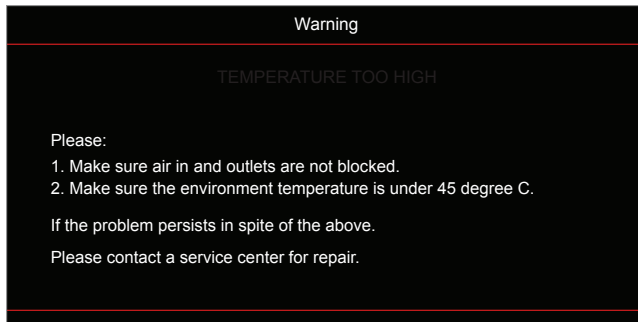 Warning
TEMPERATURE TOO HIGH
Please:
1. Make sure air in and outlets are not blocked.
2. Make sure the environment temperature is under 45 degree C.
If the problem persists in spite of the above.
Please contact a service center for repair.